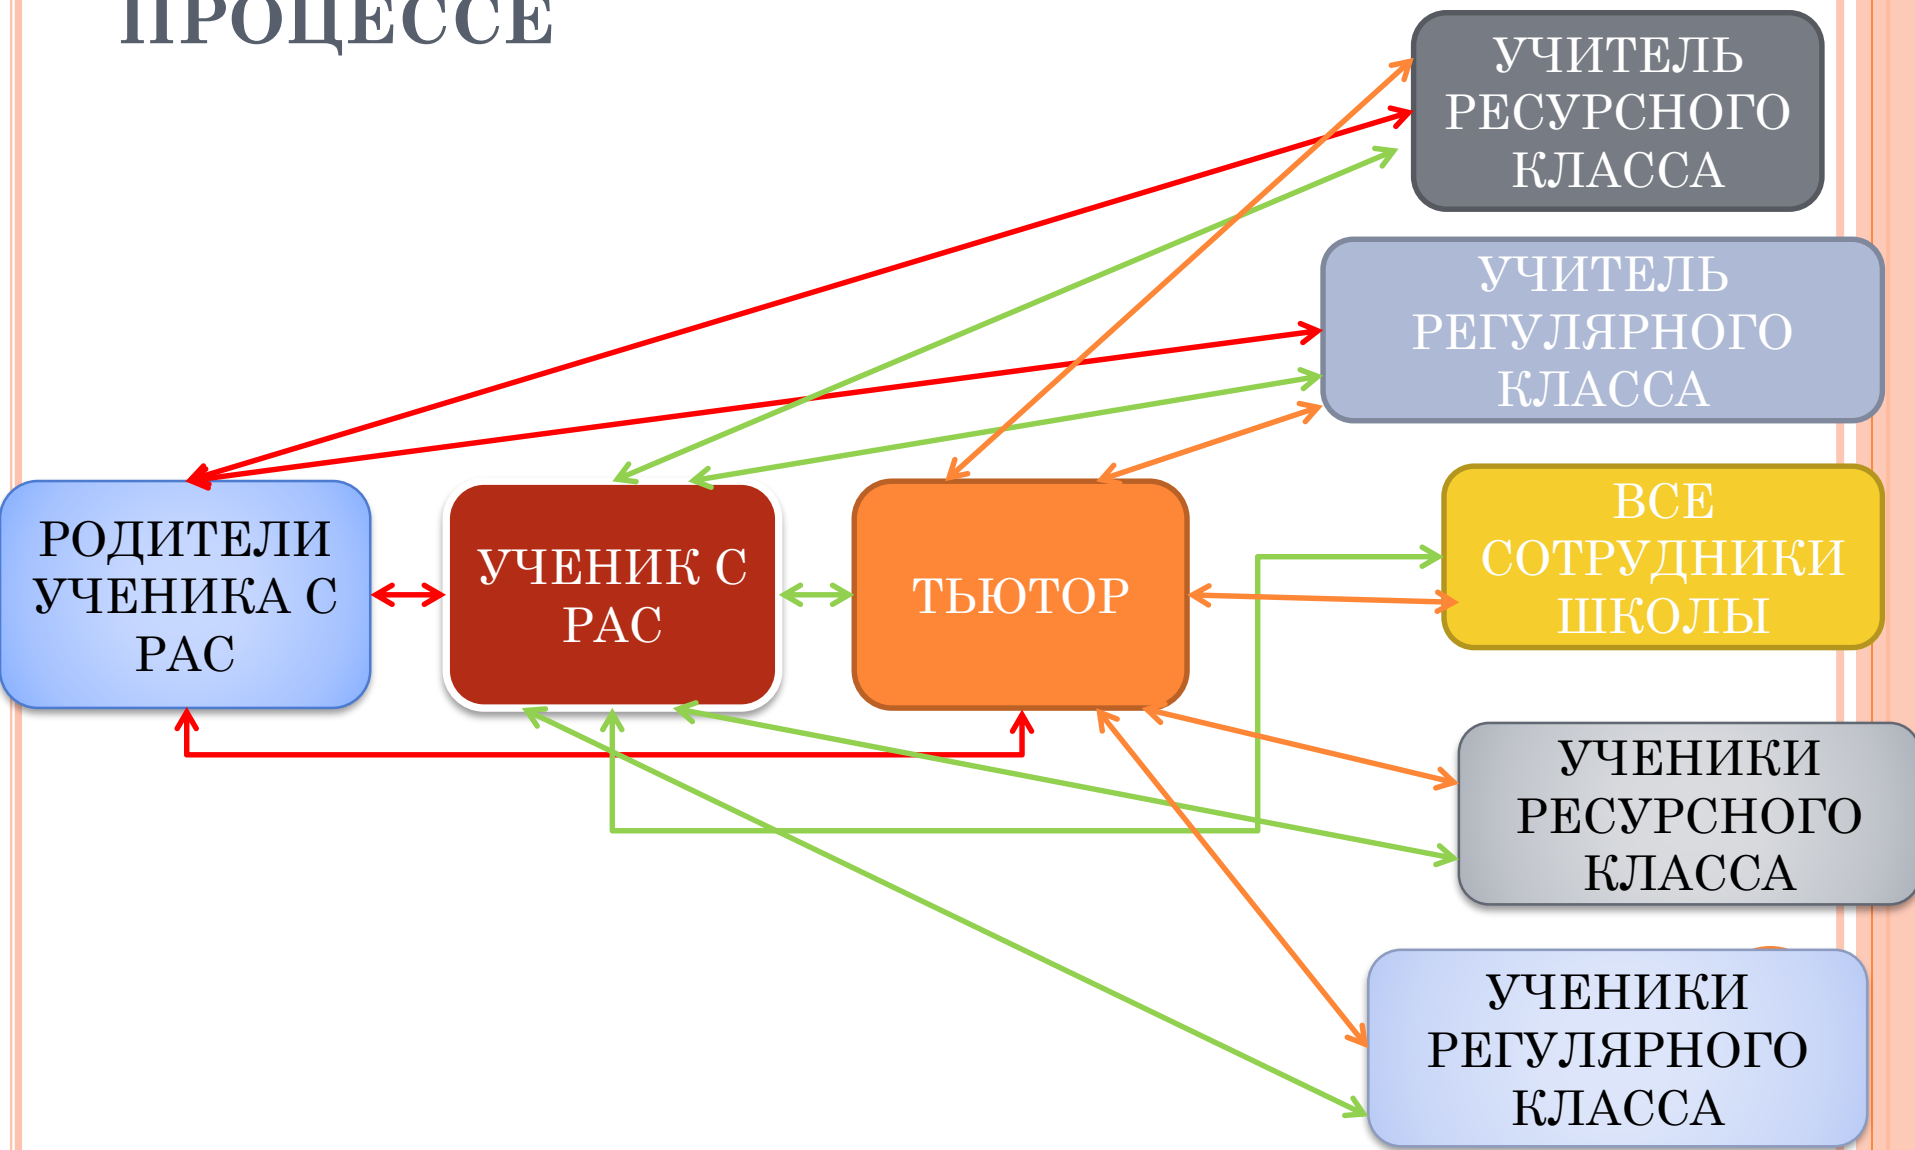 ПРОЦЕССЕ
УЧИТЕЛЬ
РЕСУРСНОГО
КЛАССА
УЧИТЕЛЬ
РЕГУЛЯРНОГО
КЛАССА
РОДИТЕЛИ
УЧЕНИКА С
РАС
УЧЕНИК С
РАС
ТЬЮТОР
ВСЕ
СОТРУДНИКИ
ШКОЛЫ
УЧЕНИКИ
РЕСУРСНОГО
КЛАССА
УЧЕНИКИ
РЕГУЛЯРНОГО
КЛАССА